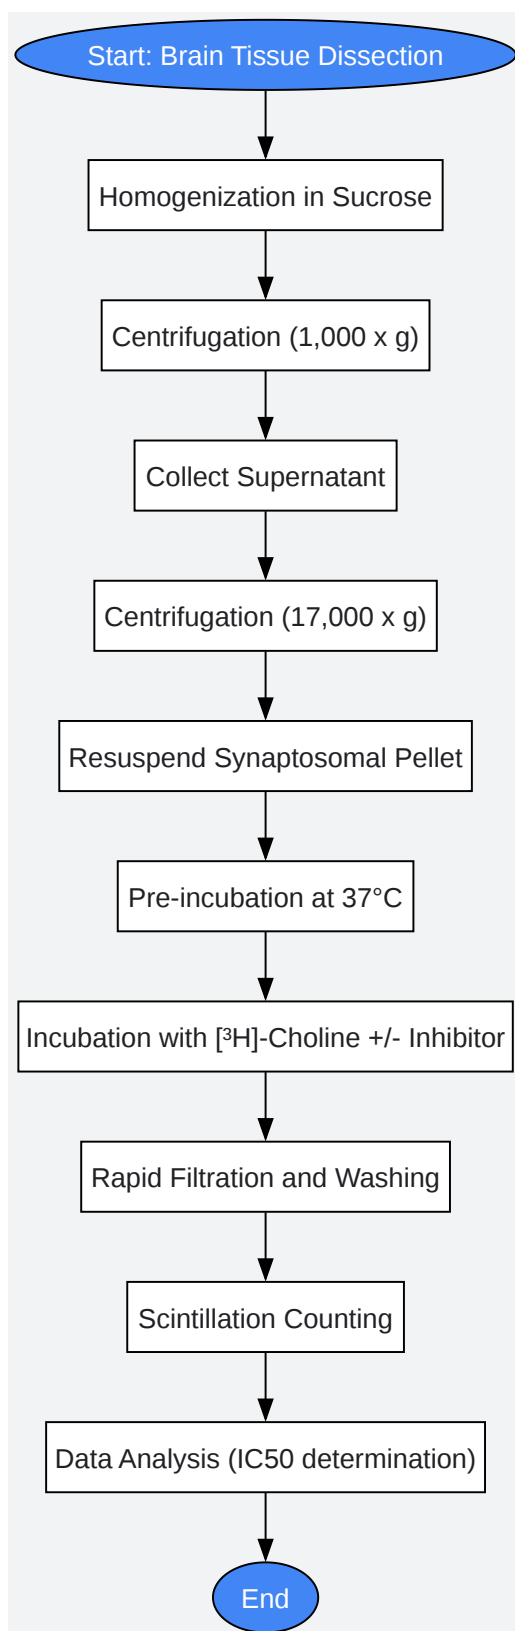 Start: Brain Tissue Dissection
Homogenization in Sucrose
Centrifugation (1,000 x g)
Collect Supernatant
Centrifugation (17,000 x g)
Resuspend Synaptosomal Pellet
Pre-incubation at 37°C
Incubation with [³H]-Choline +/- Inhibitor
Rapid Filtration and Washing
Scintillation Counting
Data Analysis (IC50 determination)
End